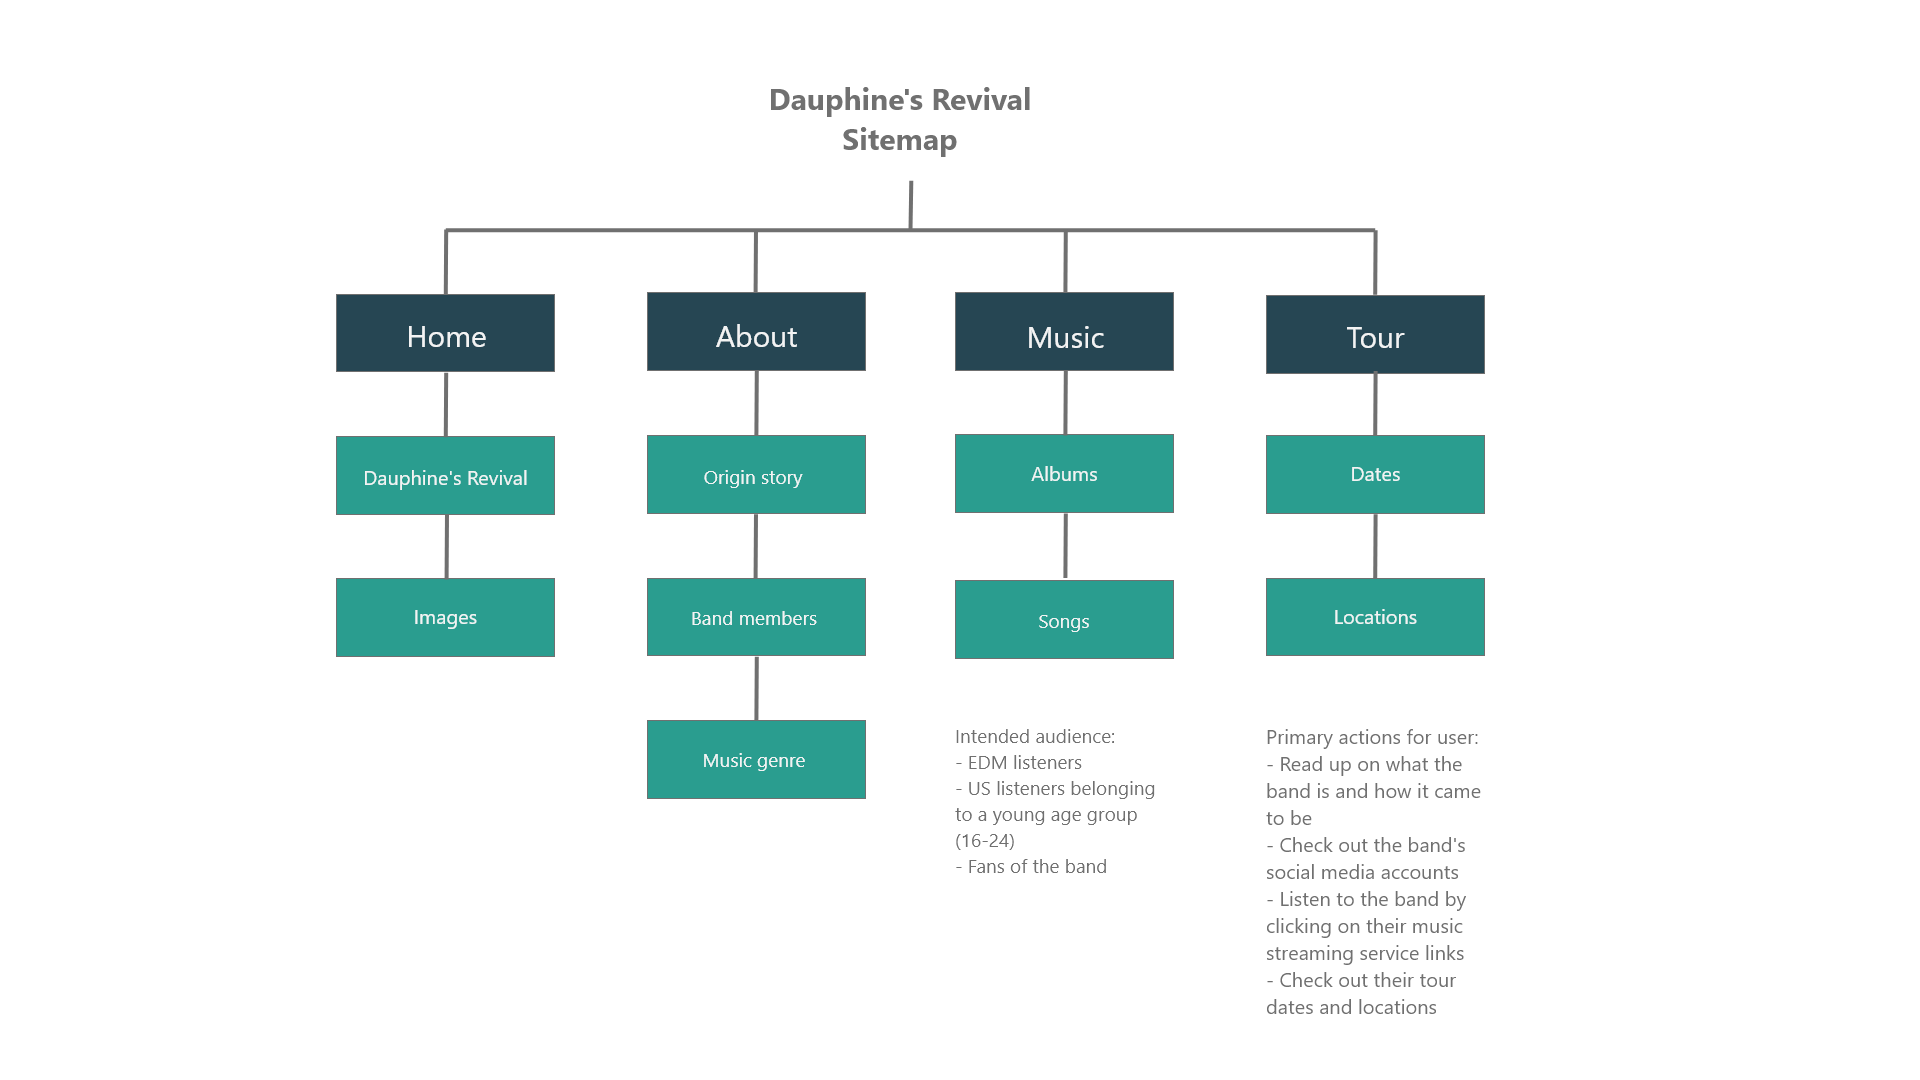 Dauphine's Revival
Sitemap
Home
About
Music
Tour
Dauphine's Revival
Origin story
Albums
Dates
Images
Band members
Songs
Locations
Music genre
Intended audience:
- EDM listeners
- US listeners belonging
to a young age group
(16-24)
- Fans of the band
Primary actions for user:
- Read up on what the
band is and how it came
to be
- Check out the band's
social media accounts
- Listen to the band by
clicking on their music
streaming service links
- Check out their tour
dates and locations